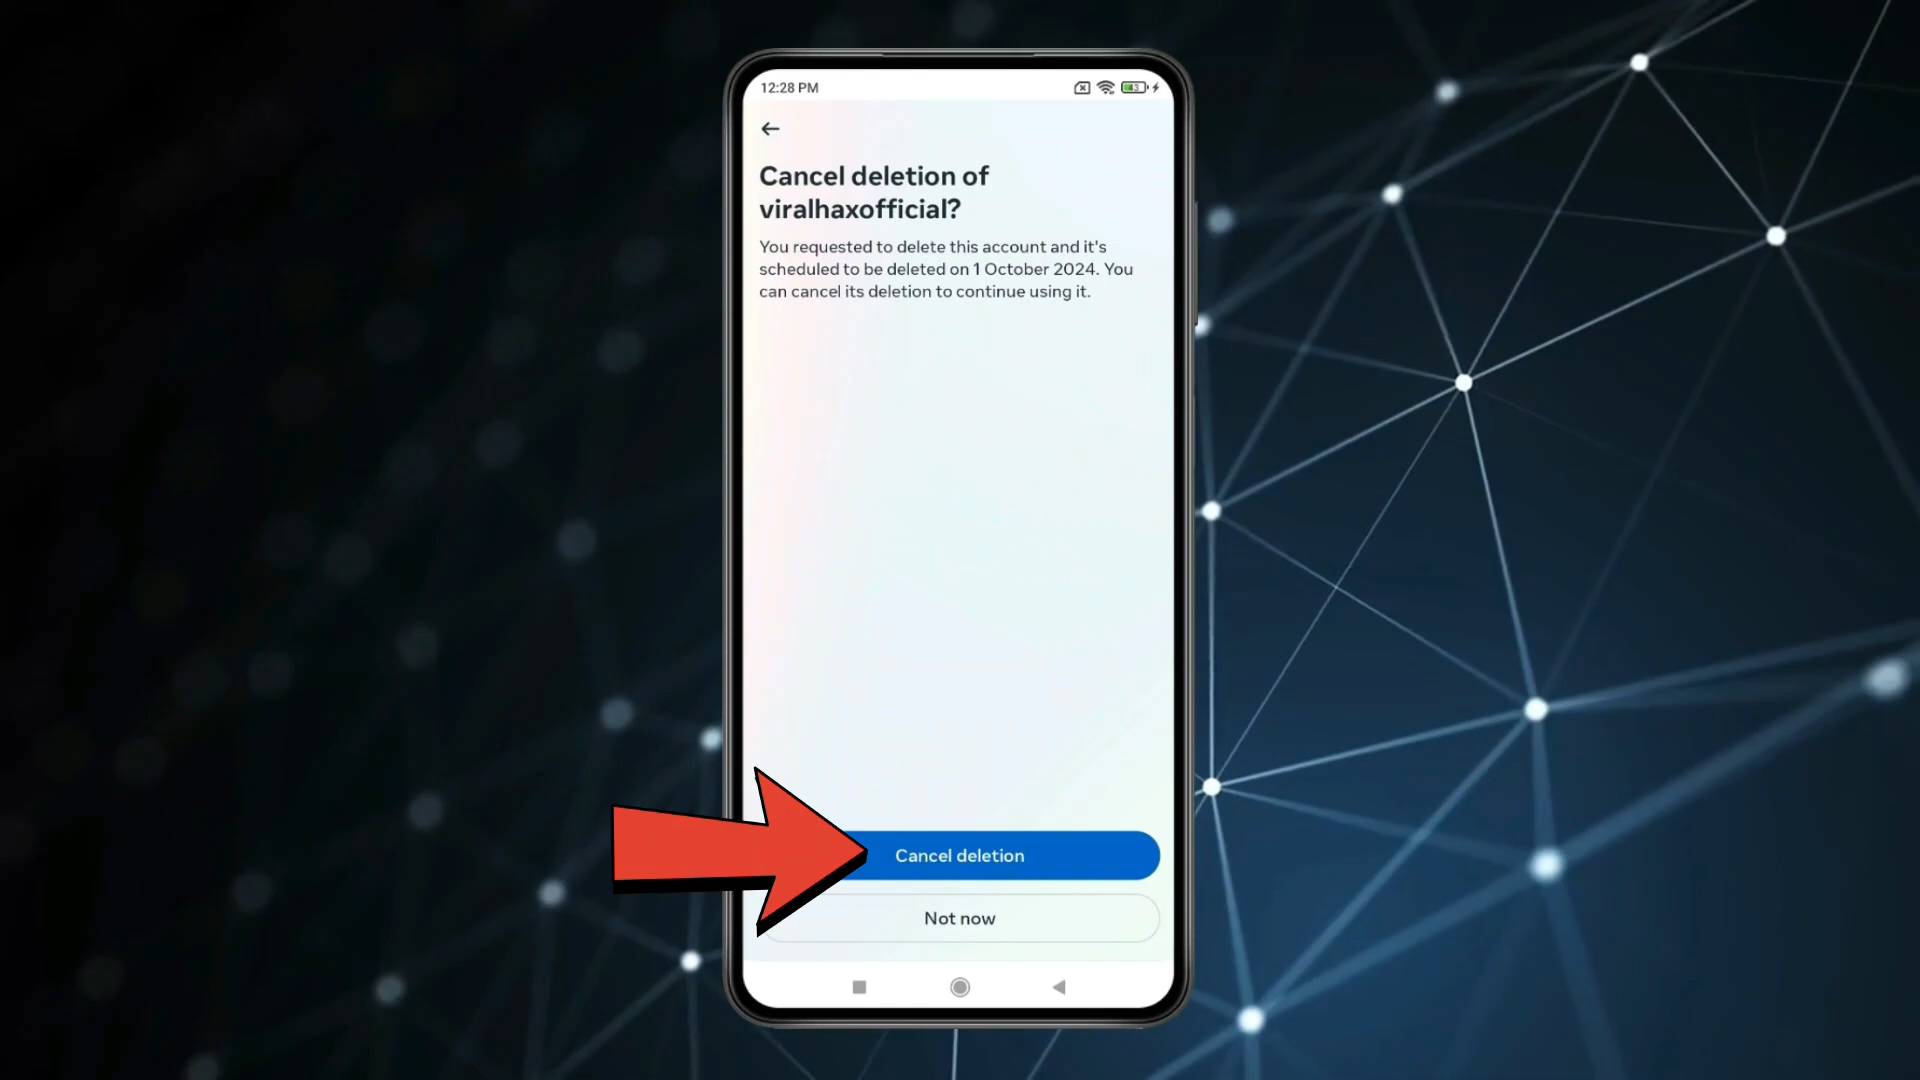 12:28 PM
43
Cancel deletion of
viralhaxofficial?
You requested to delete this account and it's
scheduled to be deleted on 1 October 2024. You
can cancel its deletion to continue using it.
Cancel deletion
Not now